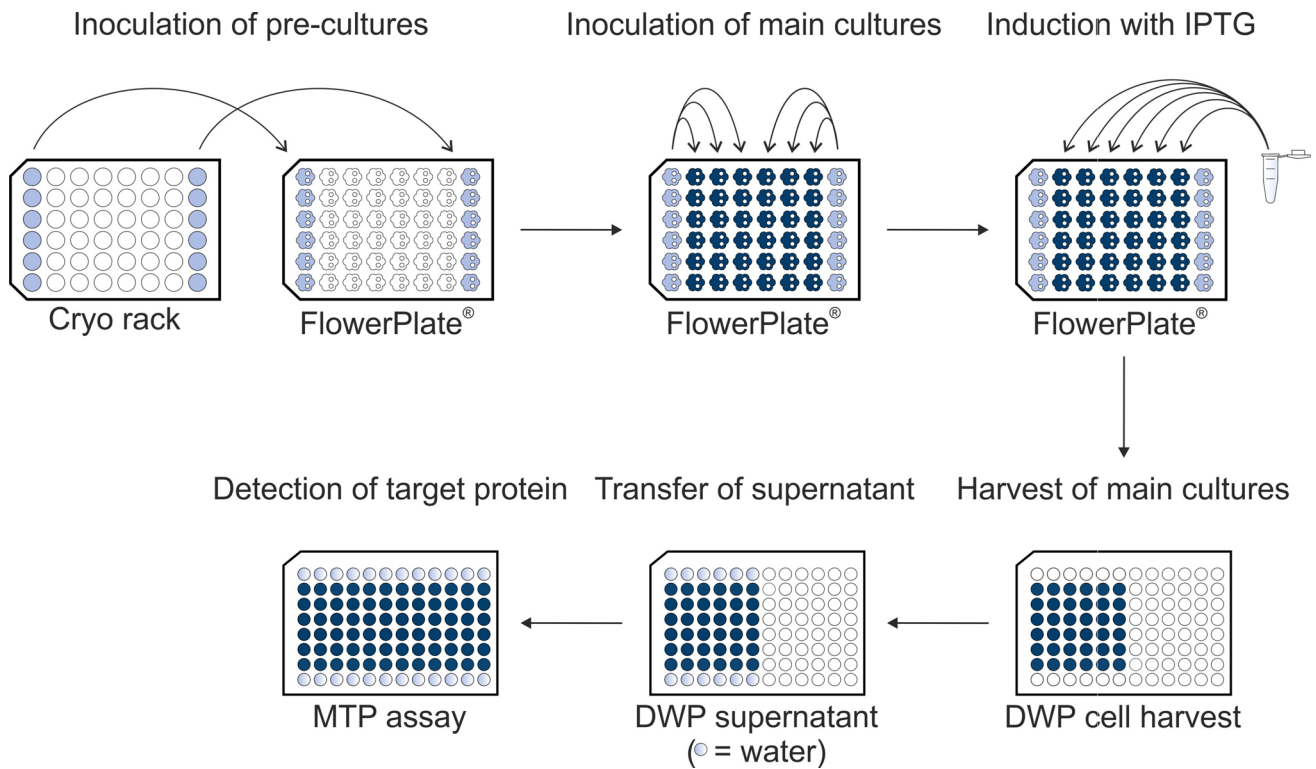 Inoculation of pre-cultures
Inoculation of main cultures
Induction with IPTG
Cryo rack
FlowerPlate®
FlowerPlate®
FlowerPlate®
Detection of target protein
Transfer of supernatant
Harvest of main cultures
MTP assay
DWP supernatant
( = water)
DWP cell harvest